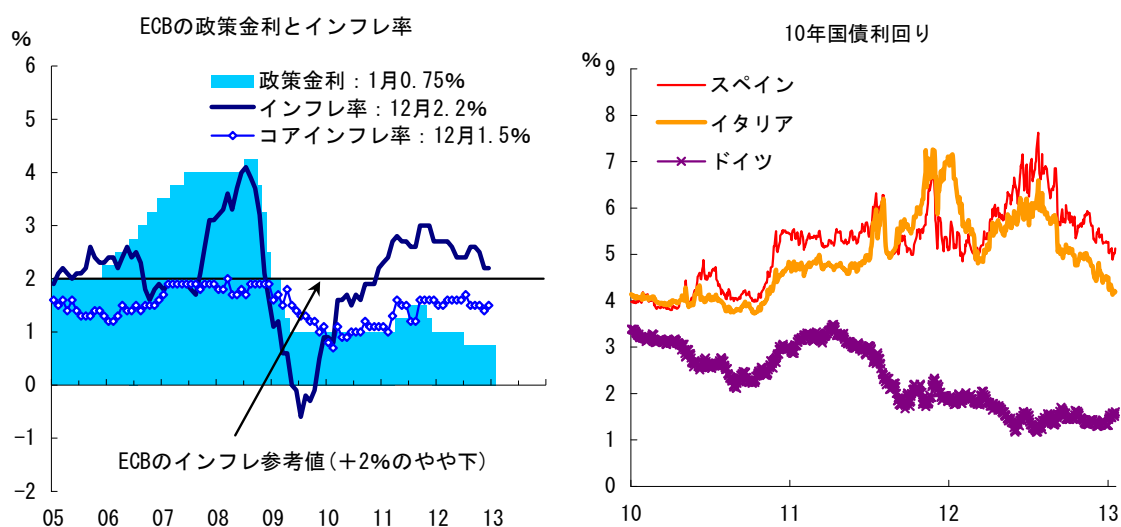 ECBの政策金利とインフレ率
%
6
5
4
3
2
1
0
−1
−2
政策金利：1月0.75%
インフレ率：12月2.2%
コアインフレ率：12月1.5%
ECBのインフレ参考値(＋2%のやや下)
05 06 07 08 09 10 11 12 13
10年国債利回り
%
9
8
7
6
5
4
3
2
1
0
スペイン
イタリア
ドイツ
10 11 12 13